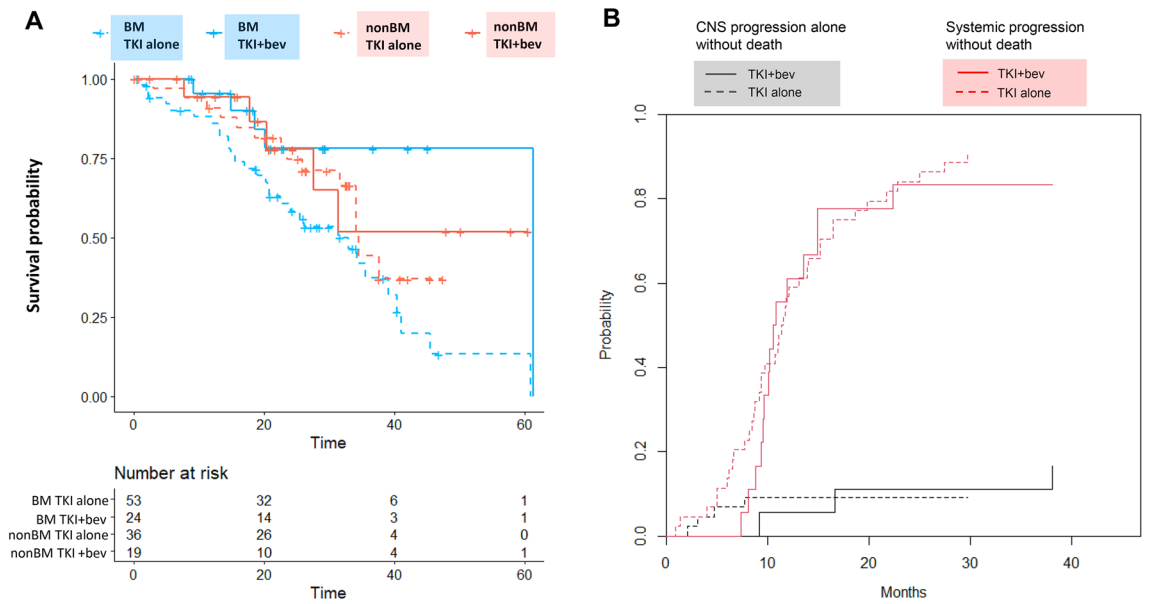 A
BM
TKI alone
BM
TKI+bev
nonBM
TKI alone
nonBM
TKI+bev
Survival probability
1.00
0.75
0.50
0.25
0.00
0 20 40 60
Time
Number at risk
BM TKI alone 53 32 6 1
BM TKI+bev 24 14 3 1
nonBM TKI alone 36 26 4 0
nonBM TKI +bev 19 10 4 1
0 20 40 60
Time
B
CNS progression alone
without death
TKI+bev
TKI alone
Systemic progression
without death
TKI+bev
TKI alone
Probability
1.0
0.8
0.6
0.4
0.2
0.0
0 10 20 30 40
Months